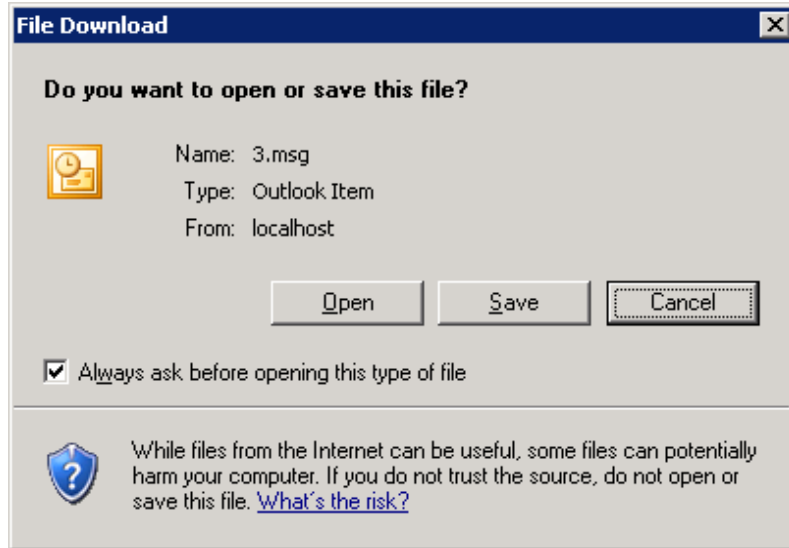 File Download
Do you want to open or save this file?
Name: 3.msg
Type: Outlook Item
From: localhost
Open Save Cancel
Always ask before opening this type of file
While files from the Internet can be useful, some files can potentially
harm your computer. If you do not trust the source, do not open or
save this file. What's the risk?